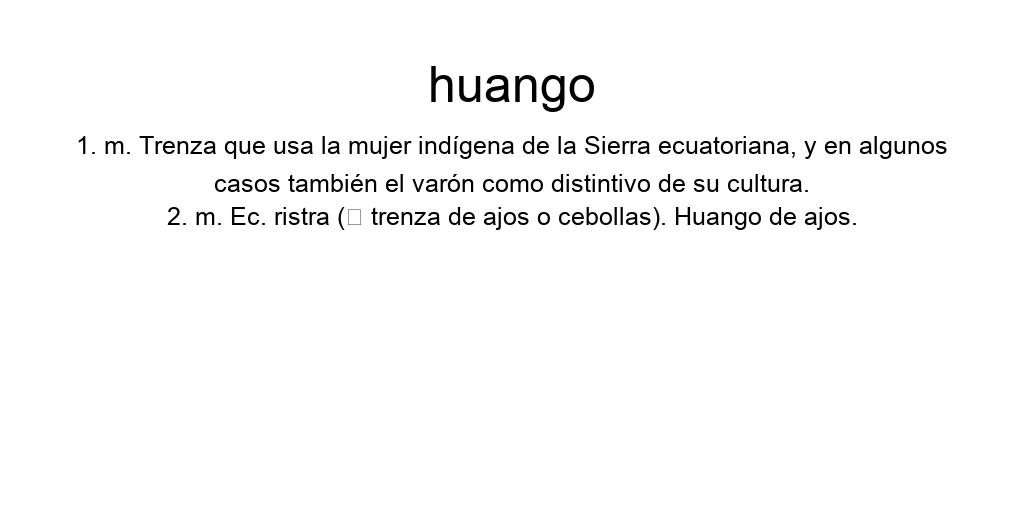 huango
1. m. Trenza que usa la mujer indígena de la Sierra ecuatoriana, y en algunos
casos también el varón como distintivo de su cultura.
2. m. Ec. ristra (□ trenza de ajos o cebollas). Huango de ajos.